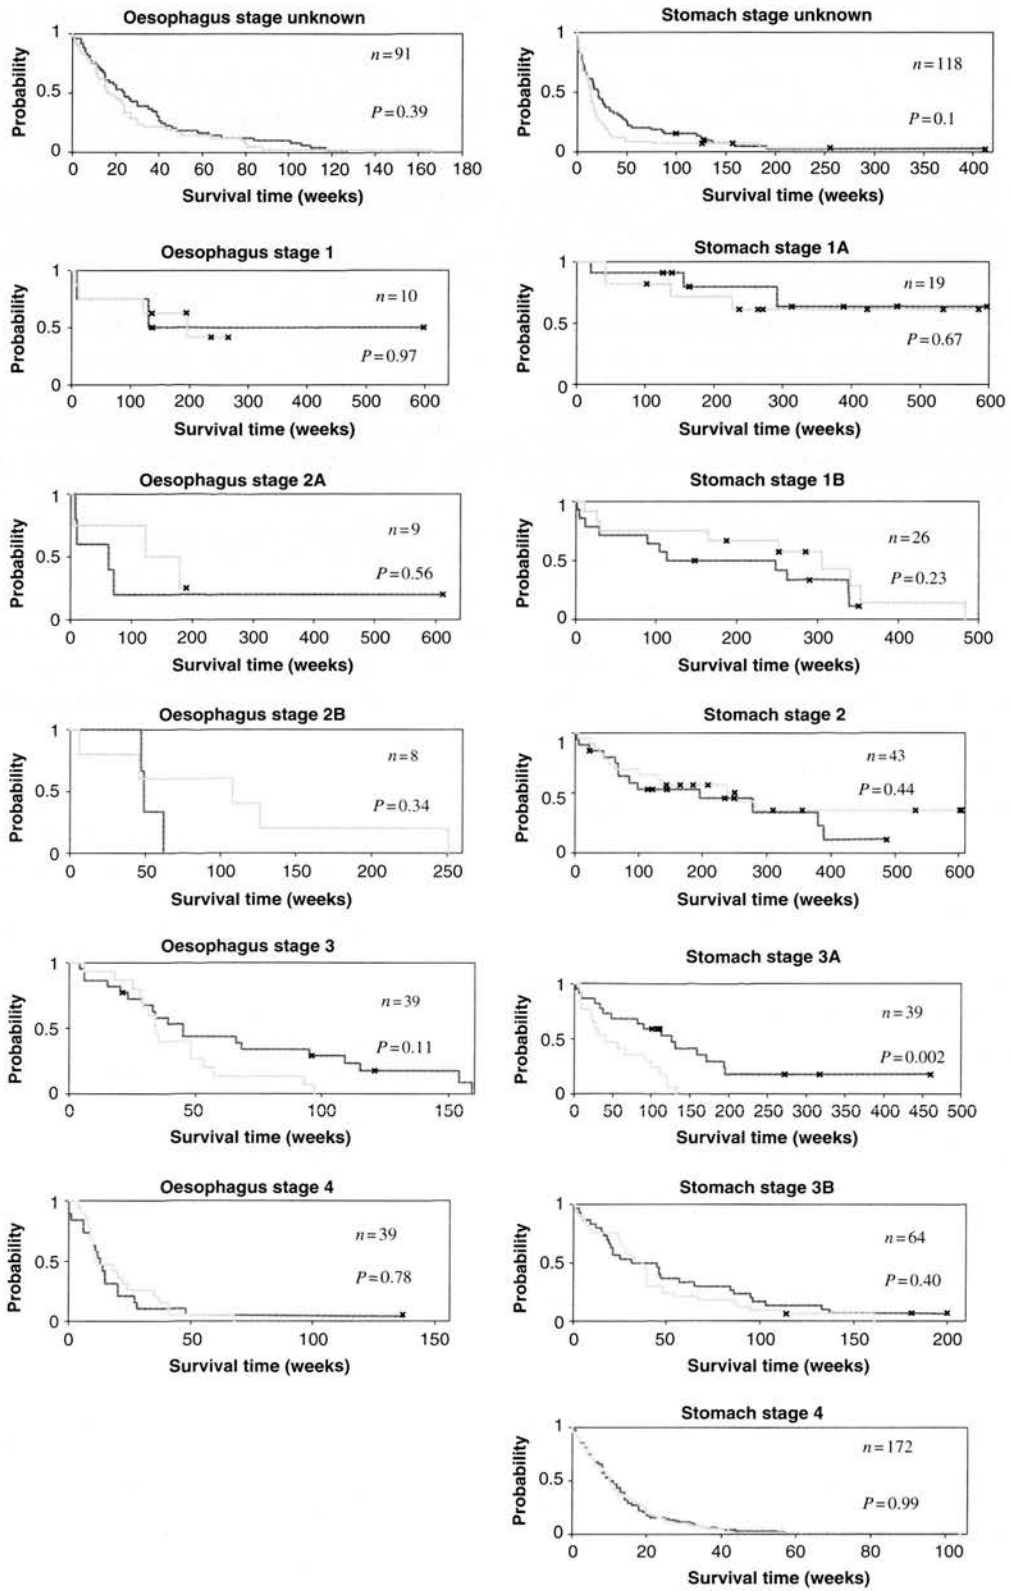 Oesophagus stage unknown
Probability
1
0.5
0
n=91
P=0.39
0 20 40 60 80 100 120 140 160 180
Survival time (weeks)
Stomach stage unknown
Probability
1
0.5
0
n=118
P=0.1
0 50 100 150 200 250 300 350 400
Survival time (weeks)
Oesophagus stage 1
Probability
1
0.5
0
n=10
P=0.97
0 100 200 300 400 500 600
Survival time (weeks)
Stomach stage 1A
Probability
1
0.5
0
n=19
P=0.67
0 100 200 300 400 500 600
Survival time (weeks)
Oesophagus stage 2A
Probability
1
0.5
0
n=9
P=0.56
0 100 200 300 400 500 600
Survival time (weeks)
Stomach stage 1B
Probability
1
0.5
0
n=26
P=0.23
0 100 200 300 400 500
Survival time (weeks)
Oesophagus stage 2B
Probability
1
0.5
0
n=8
P=0.34
0 50 100 150 200 250
Survival time (weeks)
Stomach stage 2
Probability
1
0.5
0
n=43
P=0.44
0 100 200 300 400 500 600
Survival time (weeks)
Oesophagus stage 3
Probability
1
0.5
0
n=39
P=0.11
0 50 100 150
Survival time (weeks)
Stomach stage 3A
Probability
1
0.5
0
n=39
P=0.002
0 50 100 150 200 250 300 350 400 450 500
Survival time (weeks)
Oesophagus stage 4
Probability
1
0.5
0
n=39
P=0.78
0 50 100 150
Survival time (weeks)
Stomach stage 3B
Probability
1
0.5
0
n=64
P=0.40
0 50 100 150 200
Survival time (weeks)
Stomach stage 4
Probability
1
0.5
0
n=172
P=0.99
0 20 40 60 80 100
Survival time (weeks)